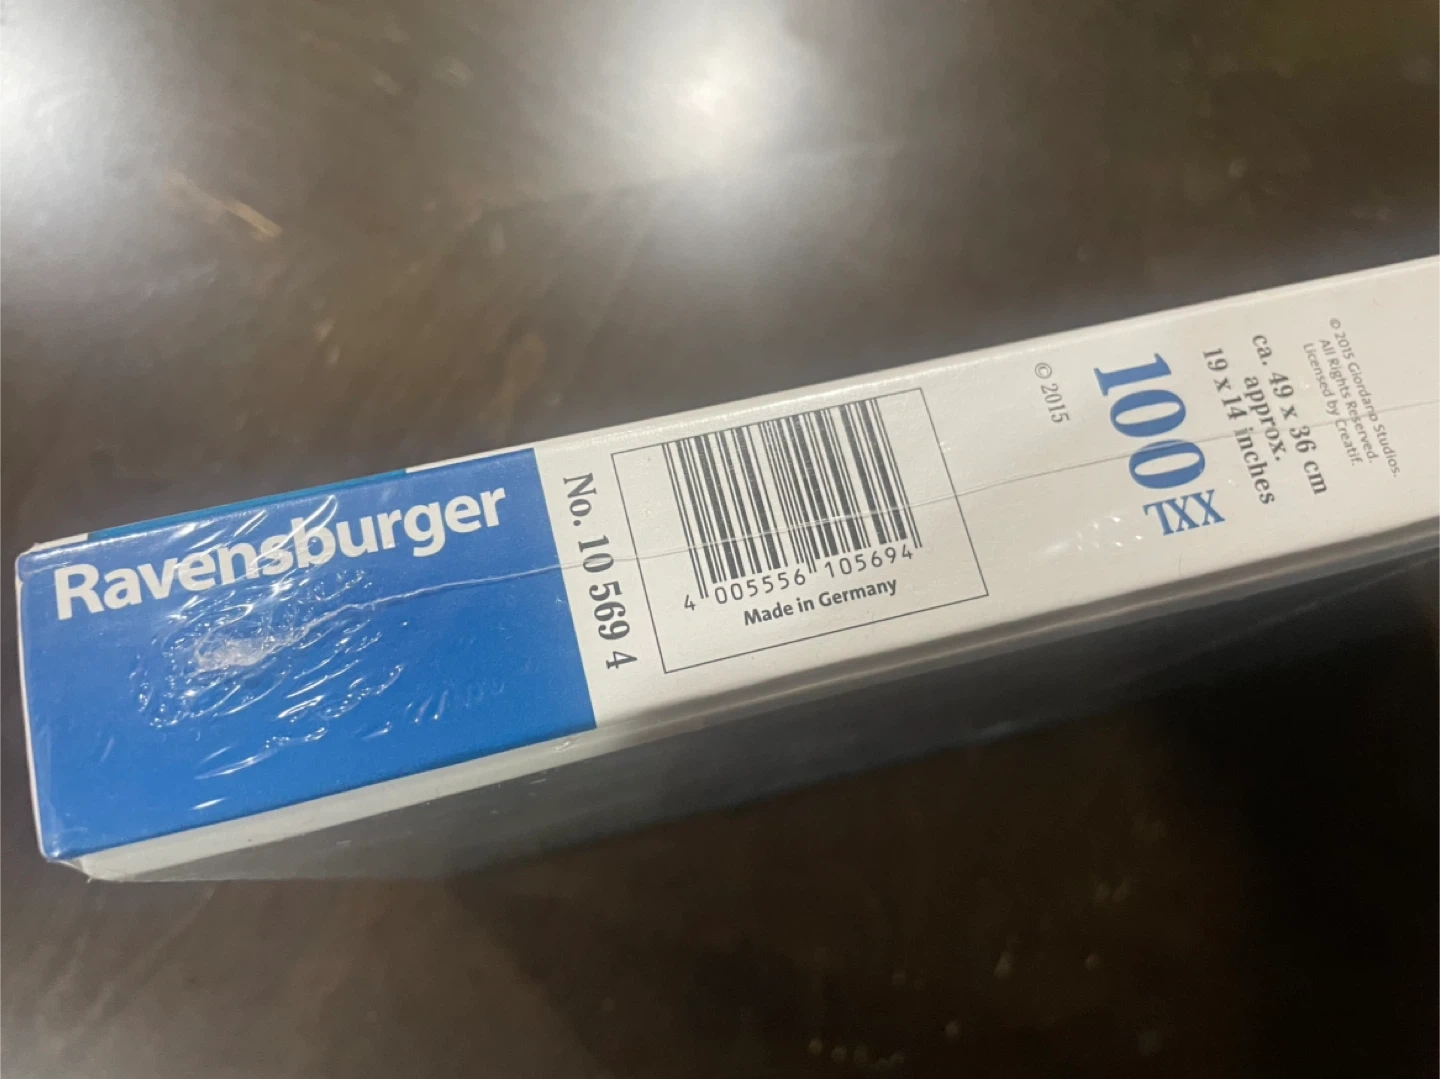 Ravensburger
No. 10 569 4
4 005556 105694
Made in Germany
© 2015
100
XXL
ca. 49 x 36 cm
approx.
19 x 14 inches
© 2015 Giordano Studios.
All Rights Reserved.
Licensed by Creatif.